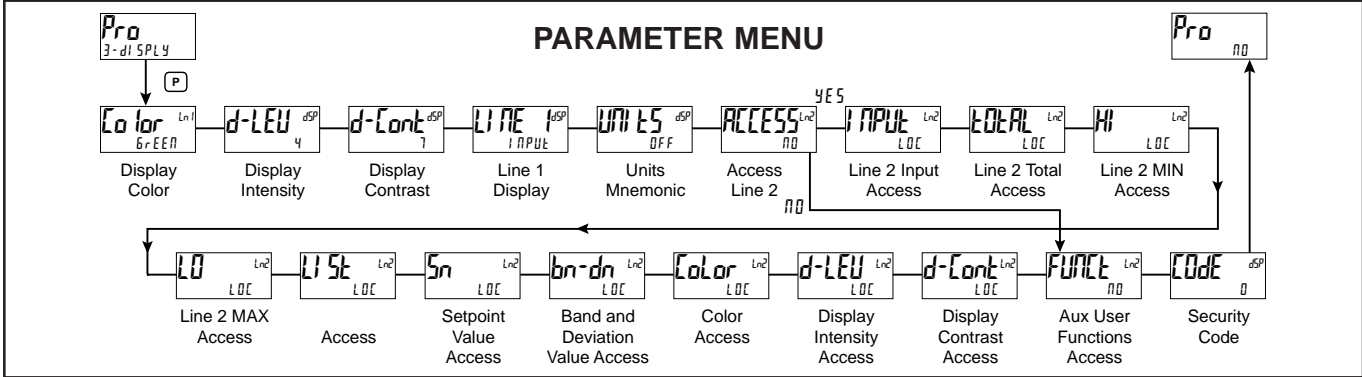 PARAMETER MENU
Pro
3-dISPLY
P
Pro
NO
Color Ln1
GrEEN
Display
Color
d-LEV dSP
4
Display
Intensity
d-Cont dSP
7
Display
Contrast
LINE 1 dSP
INPUt
Line 1
Display
UNItS dSP
OFF
Units
Mnemonic
ACCESS Ln2
NO
Access
Line 2
YES
NO
INPUt Ln2
LOC
Line 2 Input
Access
tOtAL Ln2
LOC
Line 2 Total
Access
HI Ln2
LOC
Line 2 MIN
Access
LO Ln2
LOC
Line 2 MAX
Access
LISt Ln2
LOC
Access
Sn Ln2
LOC
Setpoint
Value
Access
bn-dn Ln2
LOC
Band and
Deviation
Value Access
CoLor Ln2
LOC
Color
Access
d-LEV Ln2
LOC
Display
Intensity
Access
d-Cont Ln2
LOC
Display
Contrast
Access
FUNCt Ln2
NO
Aux User
Functions
Access
COdE dSP
0
Security
Code